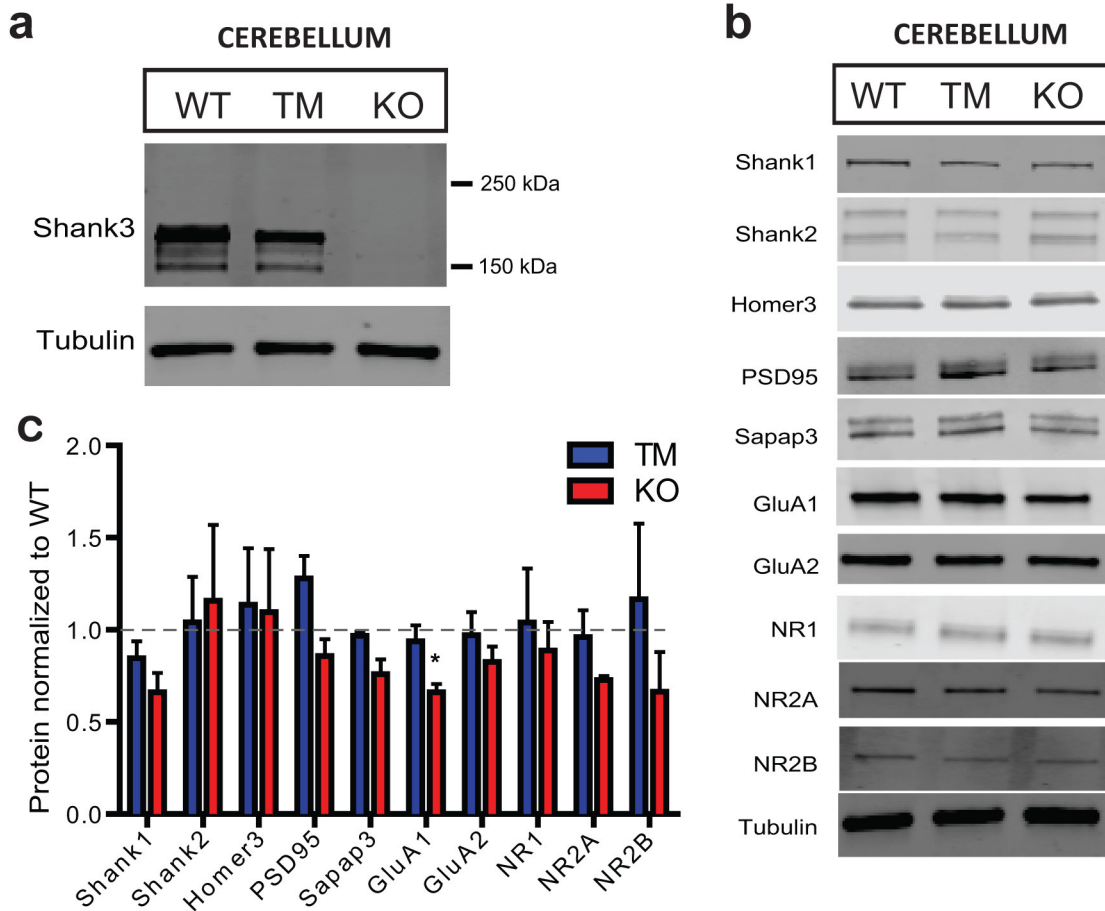 a
CEREBELLUM
WT TM KO
Shank3
250 kDa
150 kDa
Tubulin
b
CEREBELLUM
WT TM KO
Shank1
Shank2
Homer3
PSD95
Sapap3
GluA1
GluA2
NR1
NR2A
NR2B
Tubulin
c
Protein normalized to WT
2.0
1.5
1.0
0.5
0.0
TM
KO
*
Shank1
Shank2
Homer3
PSD95
Sapap3
GluA1
GluA2
NR1
NR2A
NR2B